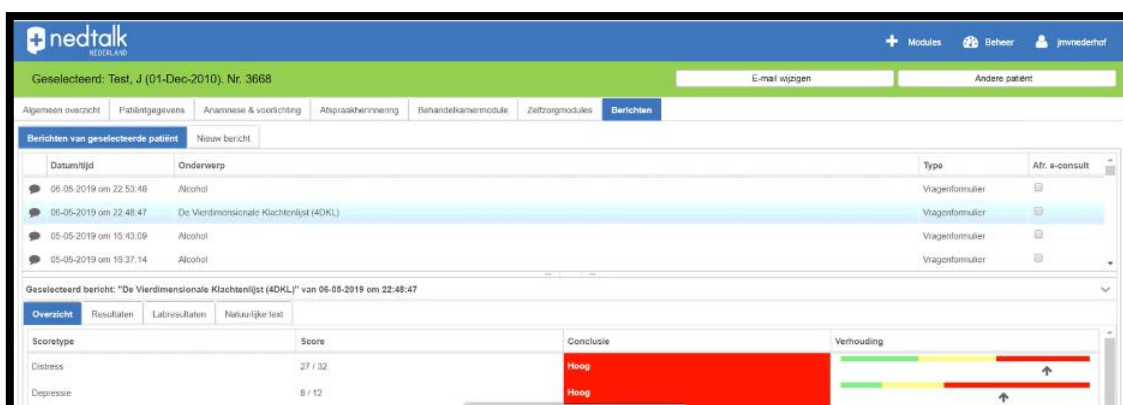 nedtalk
NEDERLAND
Modules Beheer jmvnederhof
Geselecteerd: Test, J (01-Dec-2010). Nr. 3668 E-mail wijzigen Andere patiënt
Algemeen overzicht Patiëntgegevens Anamnese & voorlichting Afspraakherinnering Behandelkamermodule Zelfzorgmodules Berichten
Berichten van geselecteerde patiënt Nieuw bericht
Datum/tijd Onderwerp Type Afr. e-consult
06-05-2019 om 22:53:48 Alcohol Vragenformulier
06-05-2019 om 22:48:47 De Vierdimensionale Klachtenlijst (4DKL) Vragenformulier
05-05-2019 om 15:43:09 Alcohol Vragenformulier
05-05-2019 om 15:37:14 Alcohol Vragenformulier
Geselecteerd bericht: "De Vierdimensionale Klachtenlijst (4DKL)" van 06-05-2019 om 22:48:47
Overzicht Resultaten Labresultaten Natuurlijke text
Scoretype Score Conclusie Verhouding
Distress 27 / 32 Hoog
Depressie 8 / 12 Hoog